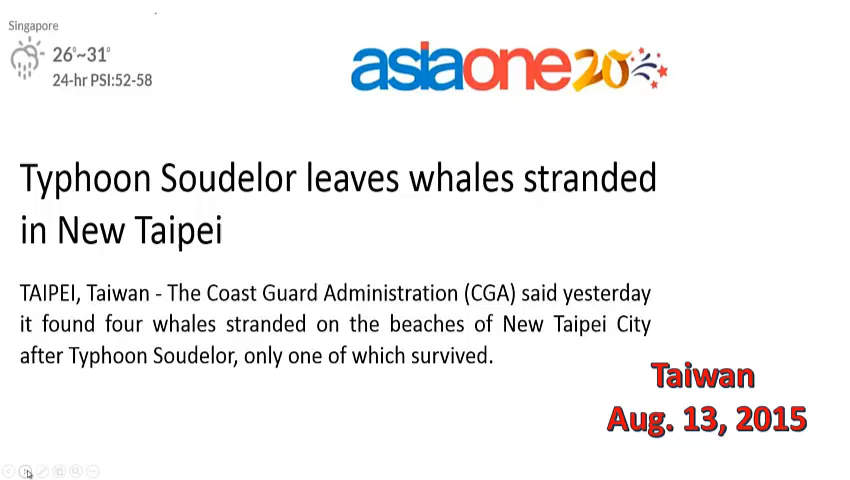 Singapore
26°~31°
24-hr PSI:52-58
asiaone20
Typhoon Soudelor leaves whales stranded
in New Taipei
TAIPEI, Taiwan - The Coast Guard Administration (CGA) said yesterday
it found four whales stranded on the beaches of New Taipei City
after Typhoon Soudelor, only one of which survived.
Taiwan
Aug. 13, 2015